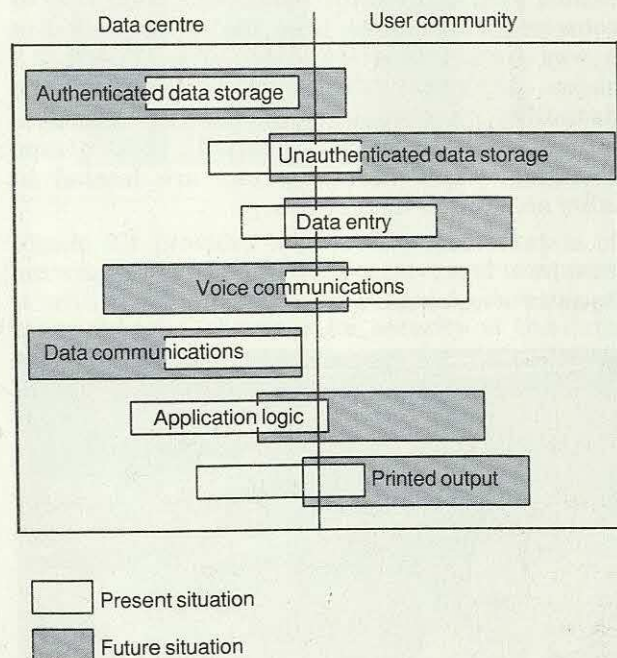 Data centre
User community
Authenticated data storage
Unauthenticated data storage
Data entry
Voice communications
Data communications
Application logic
Printed output
Present situation
Future situation